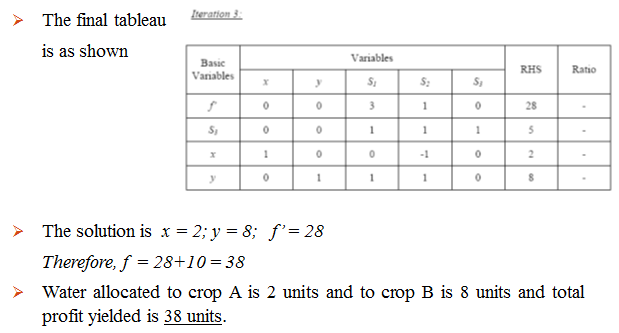 The final tableau
is as shown
Iteration 3:
Basic Variables | Variables | RHS | Ratio
x | y | S1 | S2 | S3
f' | 0 | 0 | 3 | 1 | 0 | 28 | -
S3 | 0 | 0 | 1 | 1 | 1 | 5 | -
x | 1 | 0 | 0 | -1 | 0 | 2 | -
y | 0 | 1 | 1 | 1 | 0 | 8 | -
The solution is x = 2; y = 8; f' = 28
Therefore, f = 28+10 = 38
Water allocated to crop A is 2 units and to crop B is 8 units and total
profit yielded is 38 units.